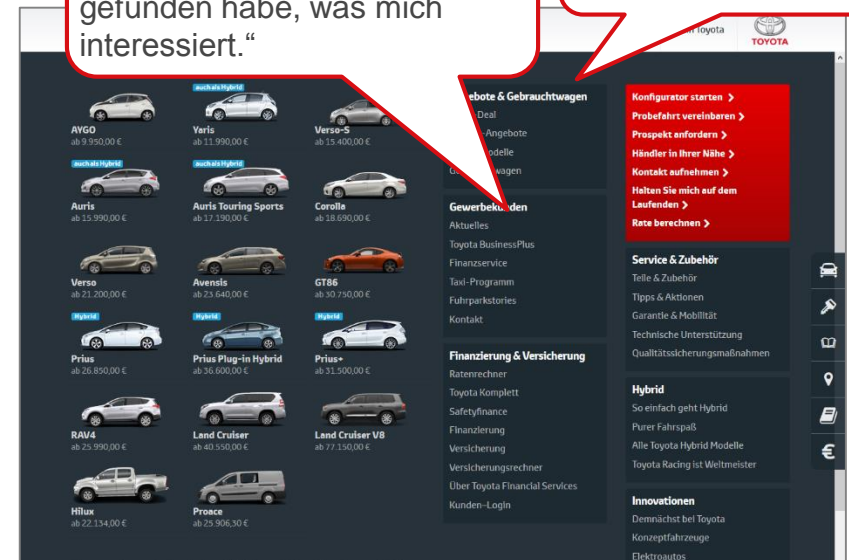 gefunden habe, was mich
interessiert.“
Toyota
TOYOTA
auch als Hybrid
AYGO
ab 9.950,00 €
Yaris
ab 11.990,00 €
Verso-S
ab 15.400,00 €
auch als Hybrid
auch als Hybrid
Auris
ab 15.990,00 €
Auris Touring Sports
ab 17.190,00 €
Corolla
ab 18.690,00 €
Verso
ab 21.200,00 €
Avensis
ab 23.640,00 €
GT86
ab 30.750,00 €
Hybrid
Hybrid
Hybrid
Prius
ab 26.850,00 €
Prius Plug-in Hybrid
ab 36.600,00 €
Prius+
ab 31.500,00 €
RAV4
ab 25.990,00 €
Land Cruiser
ab 40.550,00 €
Land Cruiser V8
ab 77.150,00 €
Hilux
ab 22.134,00 €
Proace
ab 25.906,30 €
ebote & Gebrauchtwagen
-Deal
-Angebote
odelle
wagen
Gewerbekunden
Aktuelles
Toyota BusinessPlus
Finanzservice
Taxi-Programm
Fuhrparkstories
Kontakt
Finanzierung & Versicherung
Ratenrechner
Toyota Komplett
Safetyfinance
Finanzierung
Versicherung
Versicherungsrechner
Über Toyota Financial Services
Kunden-Login
Konfigurator starten >
Probefahrt vereinbaren >
Prospekt anfordern >
Händler in Ihrer Nähe >
Kontakt aufnehmen >
Halten Sie mich auf dem
Laufenden >
Rate berechnen >
Service & Zubehör
Teile & Zubehör
Tipps & Aktionen
Garantie & Mobilität
Technische Unterstützung
Qualitätssicherungsmaßnahmen
Hybrid
So einfach geht Hybrid
Purer Fahrspaß
Alle Toyota Hybrid Modelle
Toyota Racing ist Weltmeister
Innovationen
Demnächst bei Toyota
Konzeptfahrzeuge
Elektroautos
€